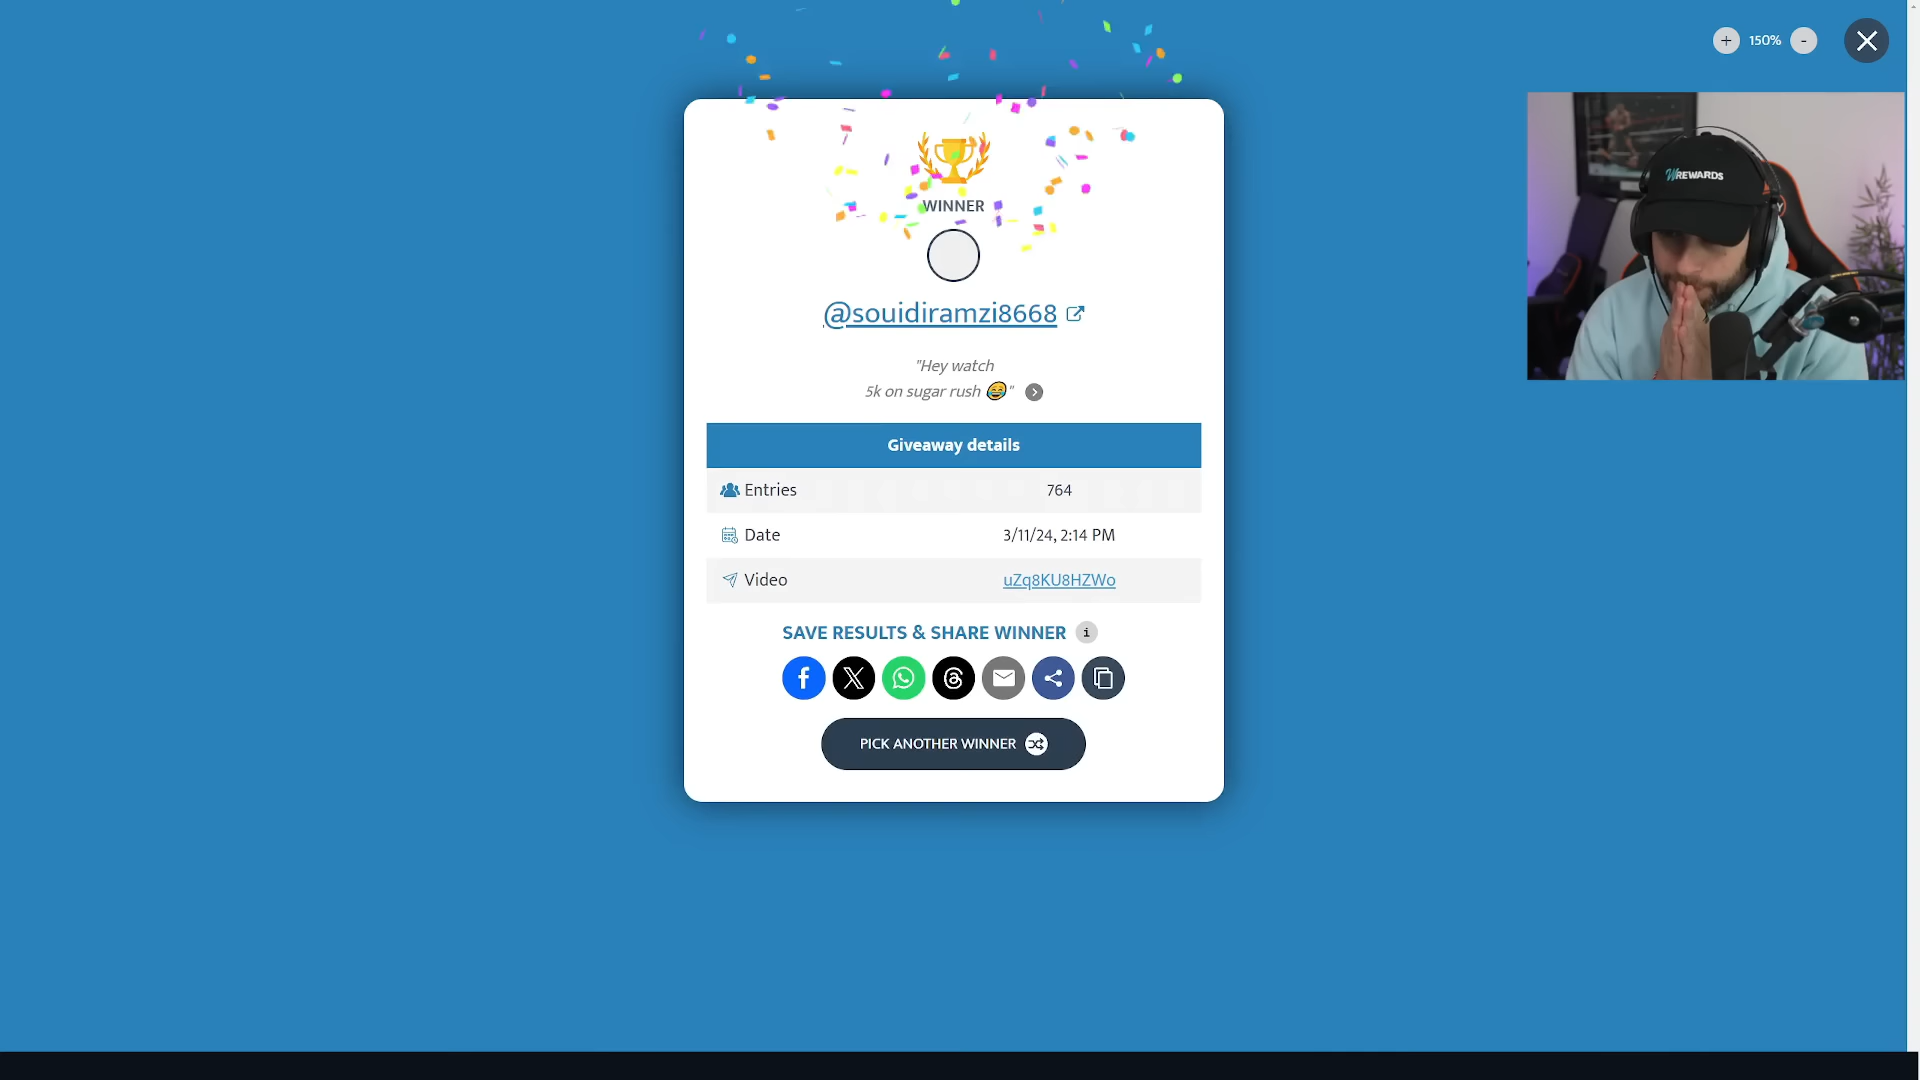 + 150% -
WREWARDS
WINNER
@souidiramzi8668
"Hey watch
5k on sugar rush 😂"
Giveaway details
Entries 764
Date 3/11/24, 2:14 PM
Video uZq8KU8HZWo
SAVE RESULTS & SHARE WINNER i
PICK ANOTHER WINNER